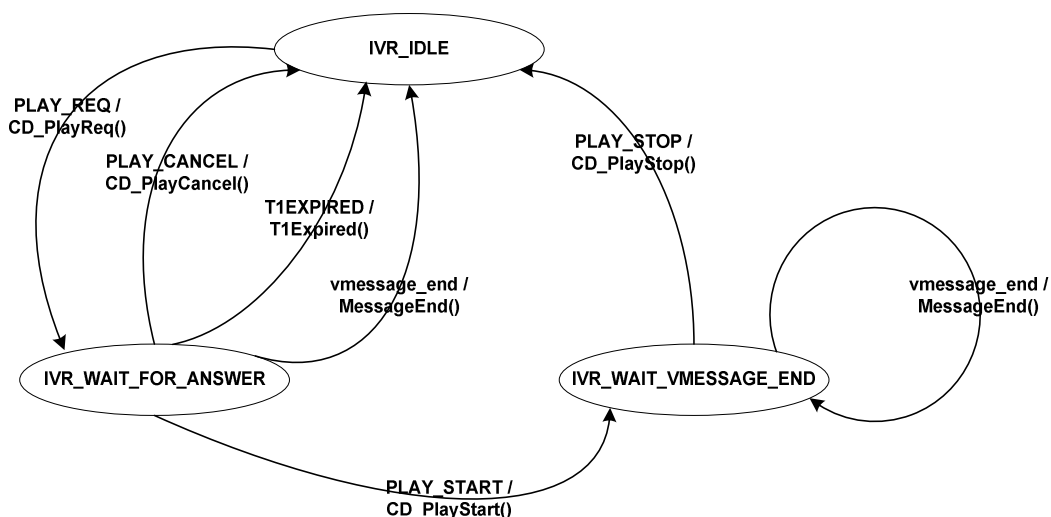 IVR_IDLE
PLAY_REQ /
CD_PlayReq()
PLAY_CANCEL /
CD_PlayCancel()
T1EXPIRED /
T1Expired()
vmessage_end /
MessageEnd()
PLAY_STOP /
CD_PlayStop()
vmessage_end /
MessageEnd()
IVR_WAIT_FOR_ANSWER
IVR_WAIT_VMESSAGE_END
PLAY_START /
CD_PlayStart()